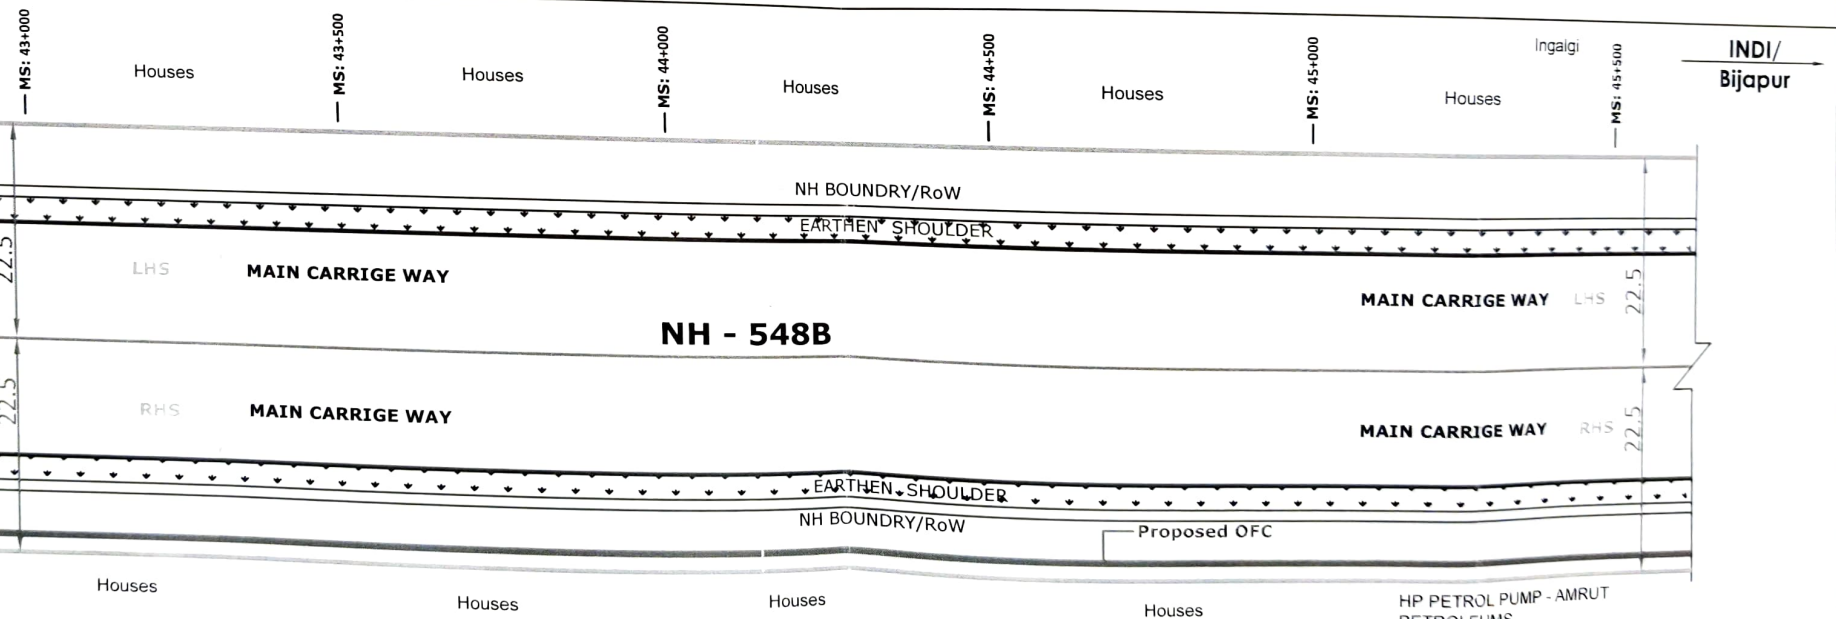 MS: 43+000
MS: 43+500
MS: 44+000
MS: 44+500
MS: 45+000
Ingalgi
MS: 45+500
INDI/
Bijapur
Houses
Houses
Houses
Houses
Houses
NH BOUNDRY/RoW
EARTHEN SHOULDER
22.5
LHS
MAIN CARRIGE WAY
MAIN CARRIGE WAY
LHS
22.5
NH - 548B
22.5
RHS
MAIN CARRIGE WAY
MAIN CARRIGE WAY
RHS
22.5
EARTHEN SHOULDER
NH BOUNDRY/RoW
Proposed OFC
Houses
Houses
Houses
Houses
HP PETROL PUMP - AMRUT
PETROLEUMS